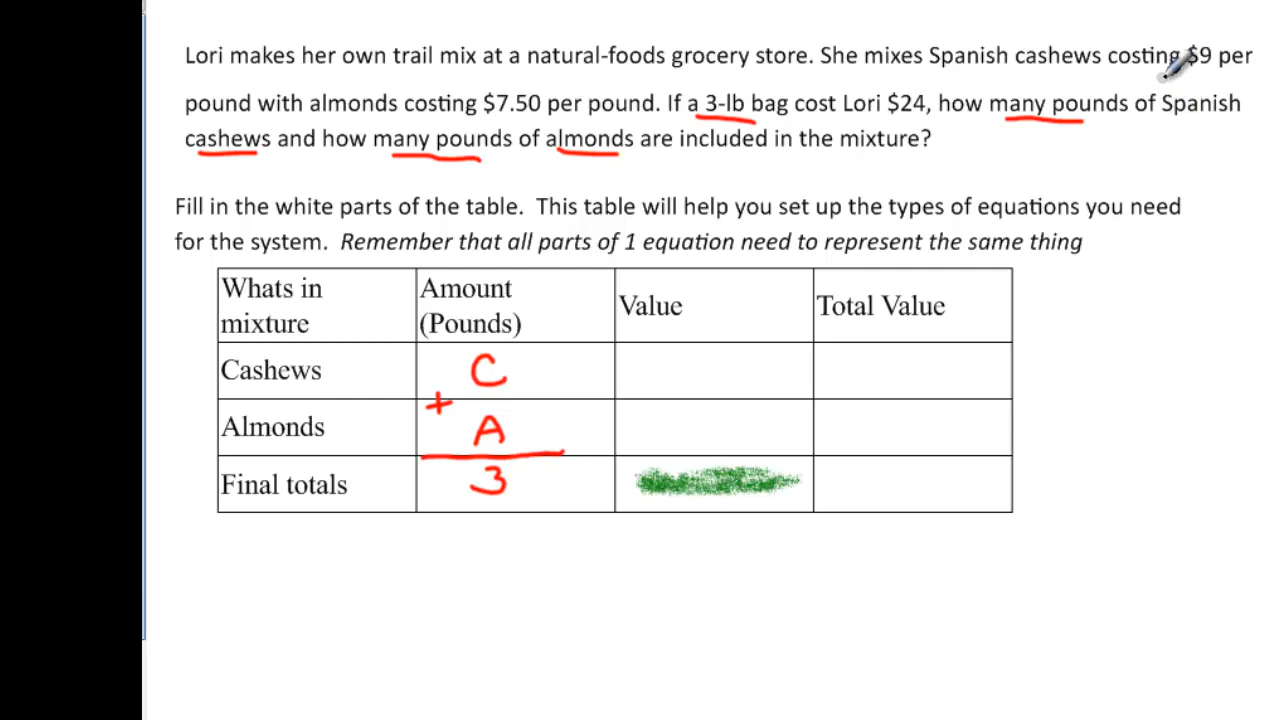 Lori makes her own trail mix at a natural-foods grocery store. She mixes Spanish cashews costing $9 per
pound with almonds costing $7.50 per pound. If a 3-lb bag cost Lori $24, how many pounds of Spanish
cashews and how many pounds of almonds are included in the mixture?
Fill in the white parts of the table. This table will help you set up the types of equations you need
for the system. Remember that all parts of 1 equation need to represent the same thing
Whats in mixture Amount (Pounds) Value Total Value
Cashews C
+
Almonds A
Final totals 3